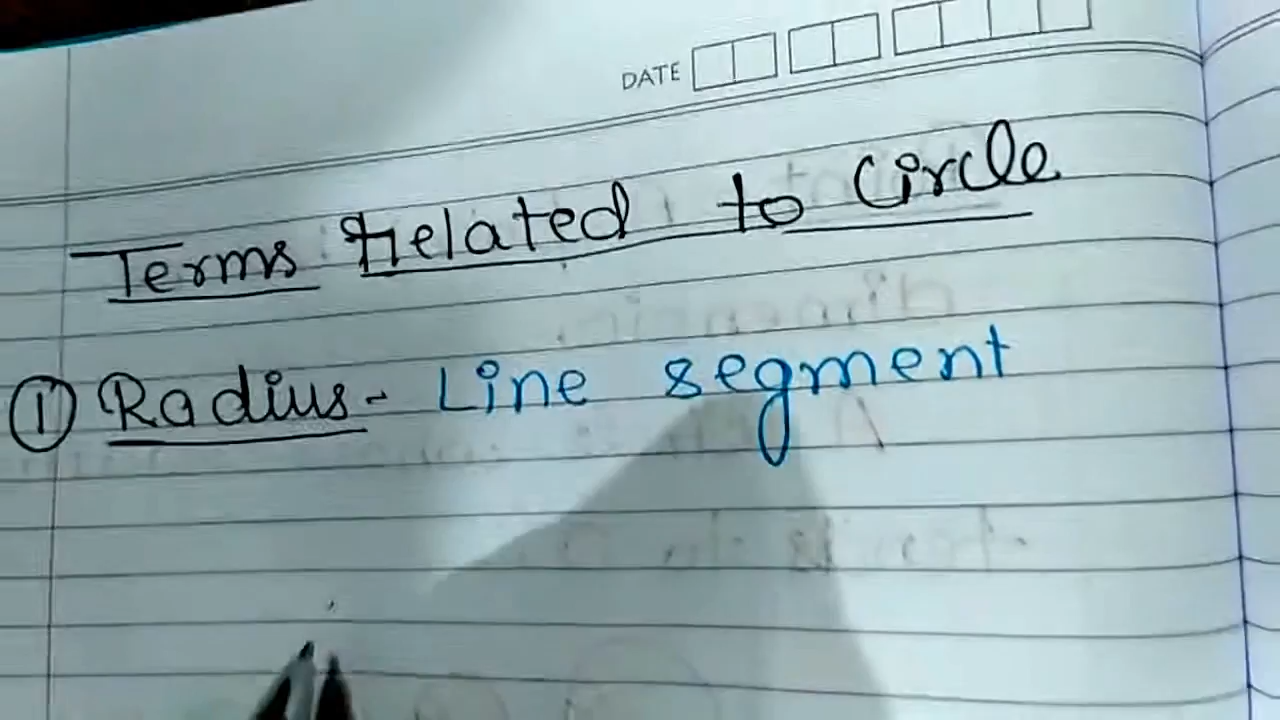 DATE
Terms related to Circle
① Radius - Line segment